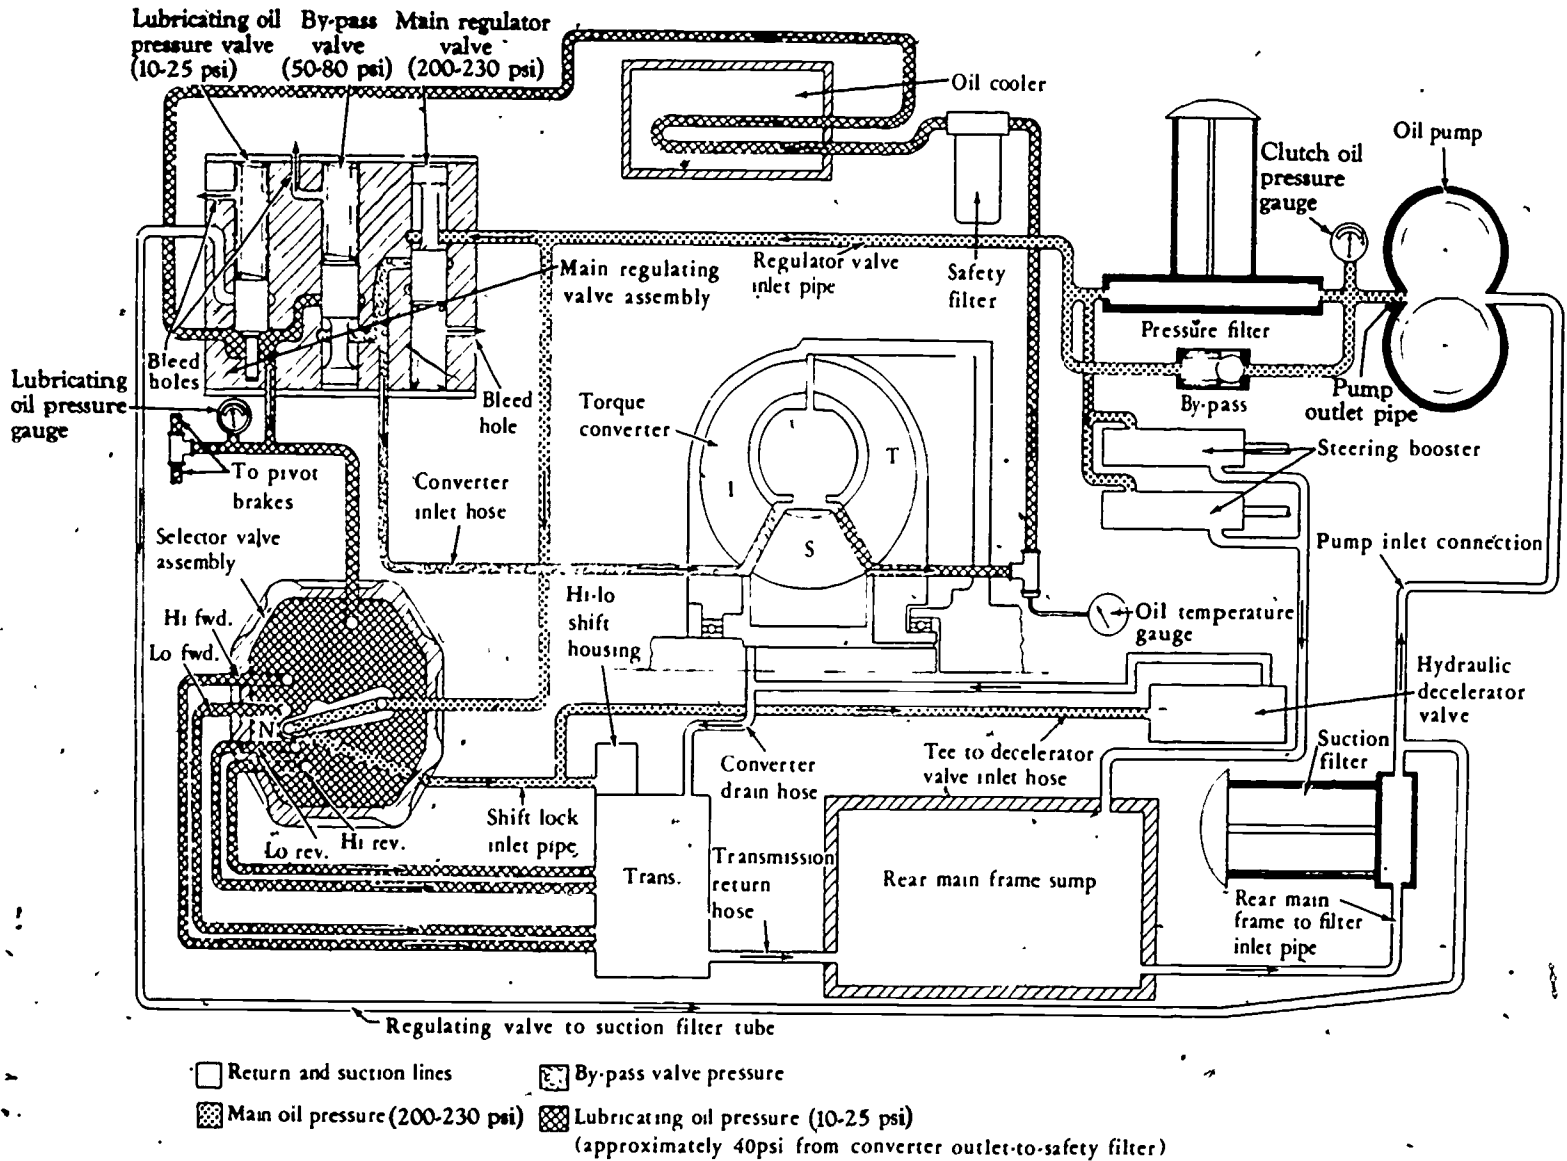 Lubricating oil
pressure valve
(10-25 psi)
By-pass
valve
(50-80 psi)
Main regulator
valve
(200-230 psi)
Oil cooler
Oil pump
Clutch oil
pressure
gauge
Main regulating
valve assembly
Regulator valve
inlet pipe
Safety
filter
Pressure filter
Bleed
holes
Lubricating
oil pressure
gauge
Bleed
hole
Torque
converter
By-pass
Pump
outlet pipe
I
T
S
To pivot
brakes
Converter
inlet hose
Steering booster
Selector valve
assembly
Pump inlet connection
Hi fwd.
Lo fwd.
Hi-lo
shift
housing
Oil temperature
gauge
Hydraulic
decelerator
valve
N
Converter
drain hose
Tee to decelerator
valve inlet hose
Suction
filter
Lo rev.
Hi rev.
Shift lock
inlet pipe
Trans.
Transmission
return
hose
Rear main frame sump
Rear main
frame to filter
inlet pipe
Regulating valve to suction filter tube
Return and suction lines
By-pass valve pressure
Main oil pressure (200-230 psi)
Lubricating oil pressure (10-25 psi)
(approximately 40psi from converter outlet-to-safety filter)